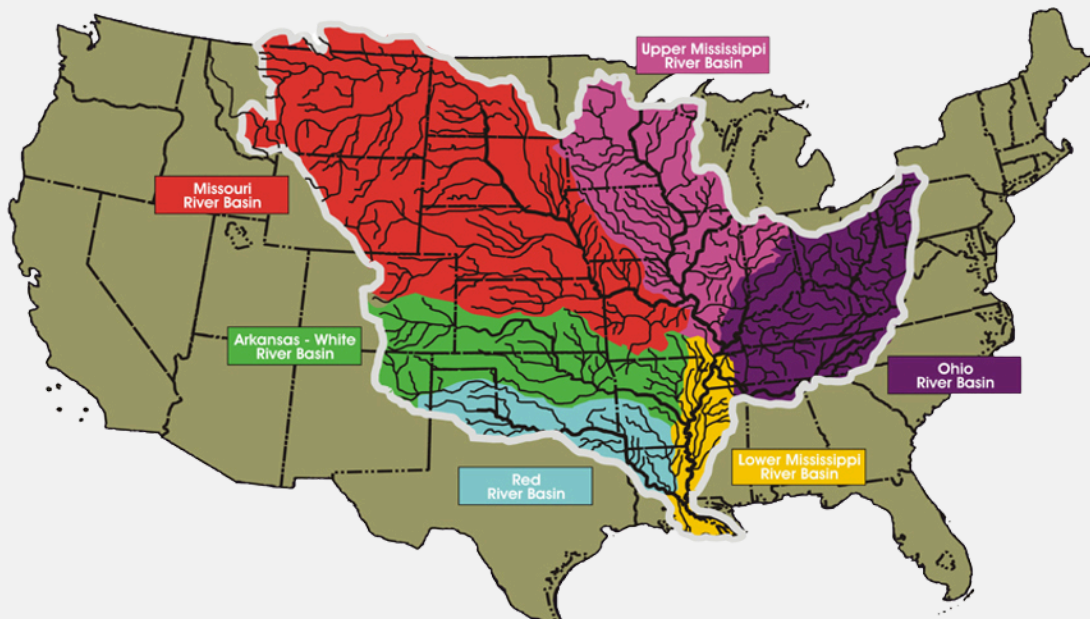 Upper Mississippi
River Basin
Missouri
River Basin
Arkansas - White
River Basin
Ohio
River Basin
Lower Mississippi
River Basin
Red
River Basin